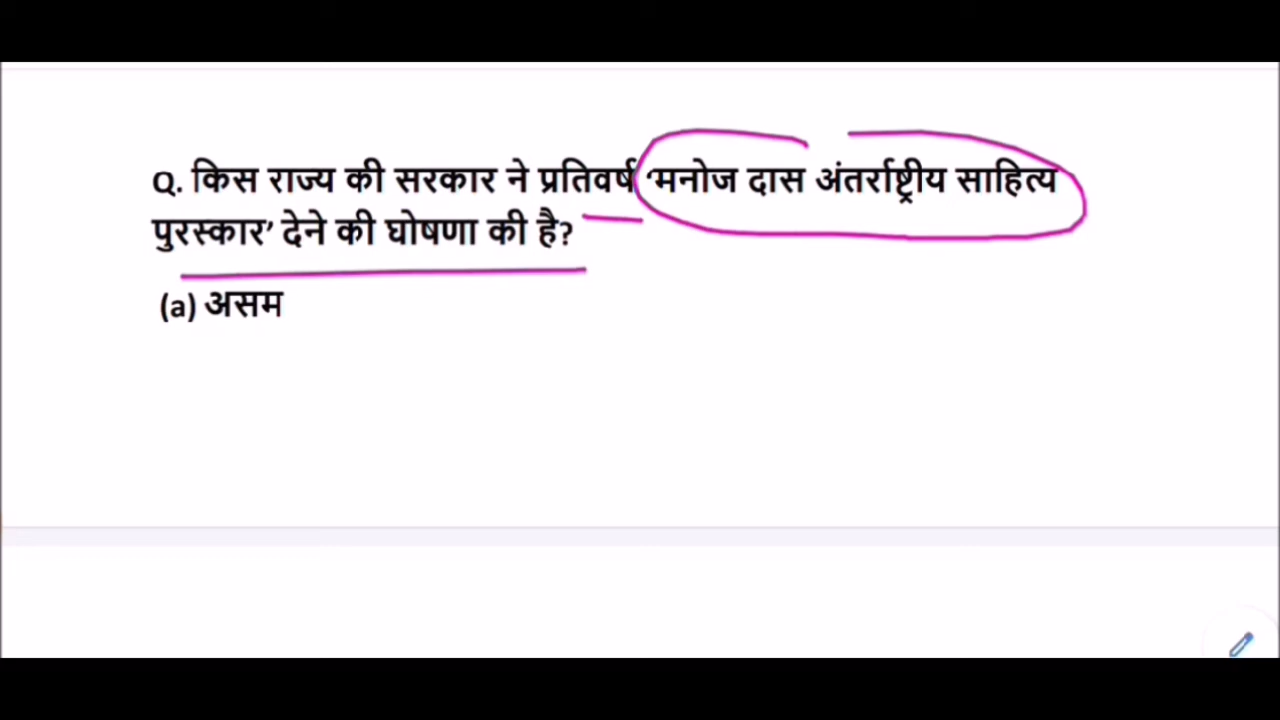 Q. किस राज्य की सरकार ने प्रतिवर्ष ‘मनोज दास अंतर्राष्ट्रीय साहित्य
पुरस्कार’ देने की घोषणा की है?
(a) असम